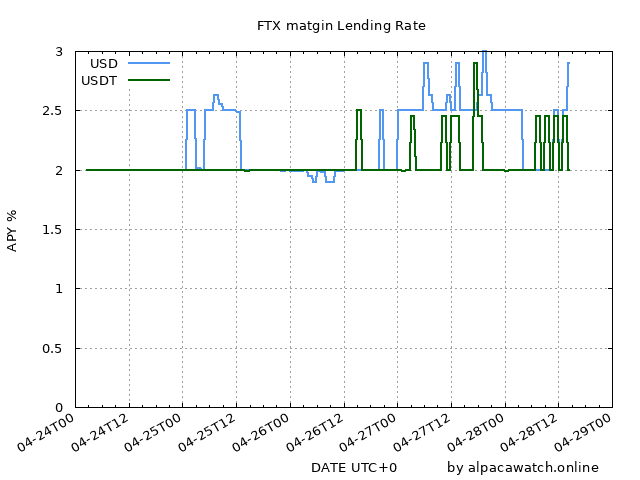 FTX matgin Lending Rate
USD
USDT
3
2.5
2
1.5
1
0.5
0
APY %
04-24T00
04-24T12
04-25T00
04-25T12
04-26T00
04-26T12
04-27T00
04-27T12
04-28T00
04-28T12
04-29T00
DATE UTC+0
by alpacawatch.online